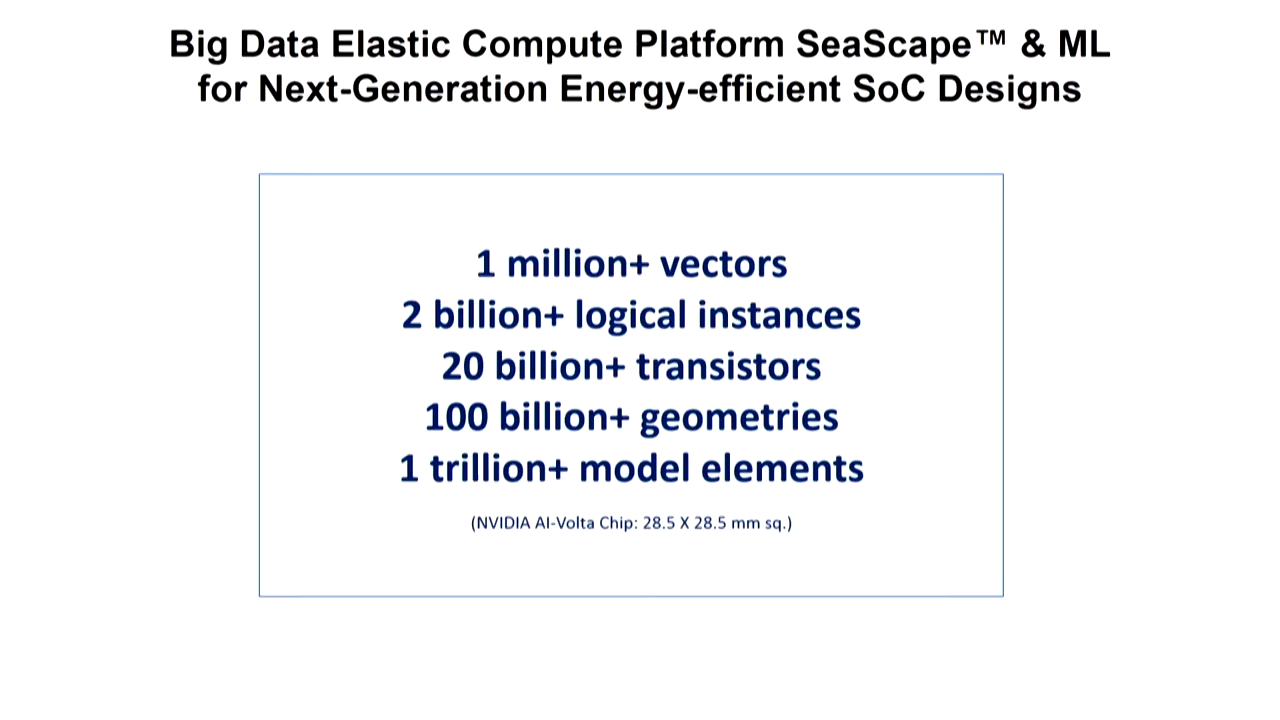 Big Data Elastic Compute Platform SeaScape™ & ML
for Next-Generation Energy-efficient SoC Designs
1 million+ vectors
2 billion+ logical instances
20 billion+ transistors
100 billion+ geometries
1 trillion+ model elements
(NVIDIA AI-Volta Chip: 28.5 X 28.5 mm sq.)